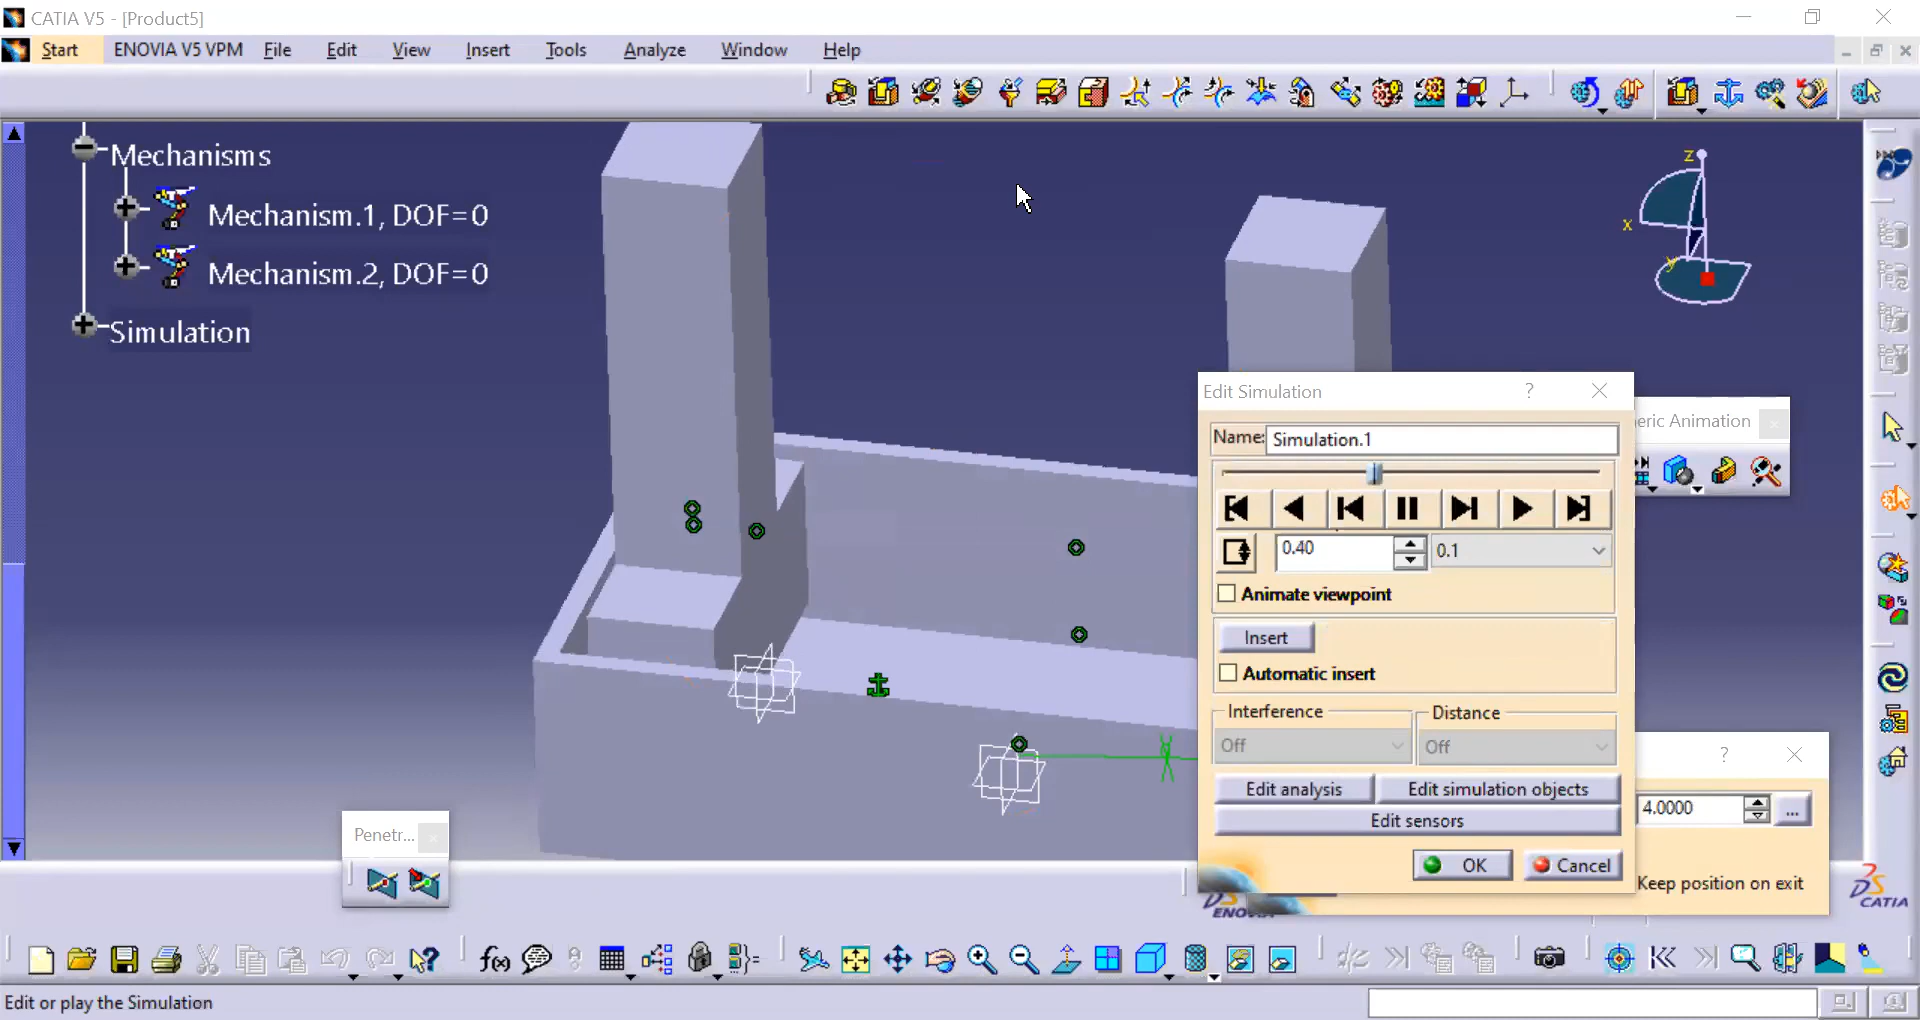 CATIA V5 - [Product5]
Start ENOVIA V5 VPM File Edit View Insert Tools Analyze Window Help
Mechanisms
Mechanism.1, DOF=0
Mechanism.2, DOF=0
Simulation
z
x
y
Edit Simulation ?
eric Animation
Name: Simulation.1
0.40 0.1
Animate viewpoint
Insert
Automatic insert
Interference Distance
Off Off
Edit analysis Edit simulation objects
Edit sensors
OK Cancel
?
4.0000 ...
Keep position on exit
Penetr...
ENOVIA
CATIA
f(x)
Edit or play the Simulation